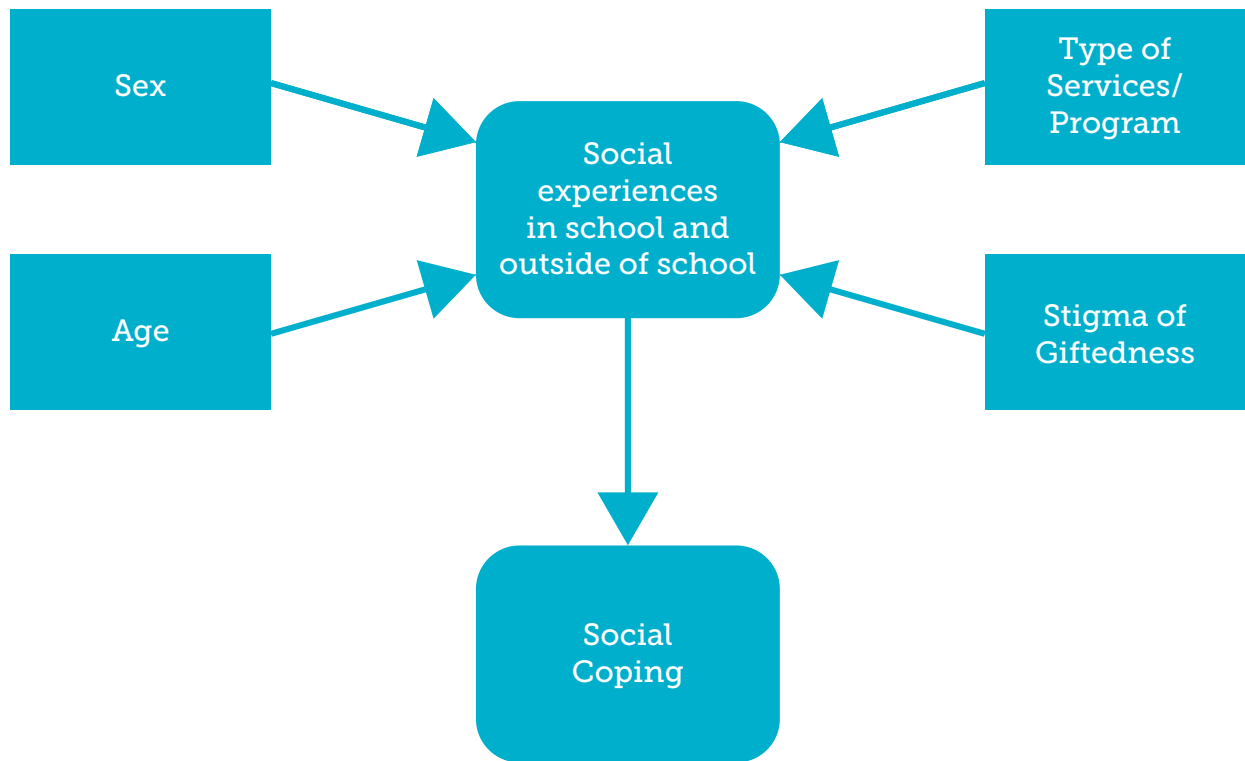 Sex
Type of
Services/
Program
Social
experiences
in school and
outside of school
Age
Stigma of
Giftedness
Social
Coping